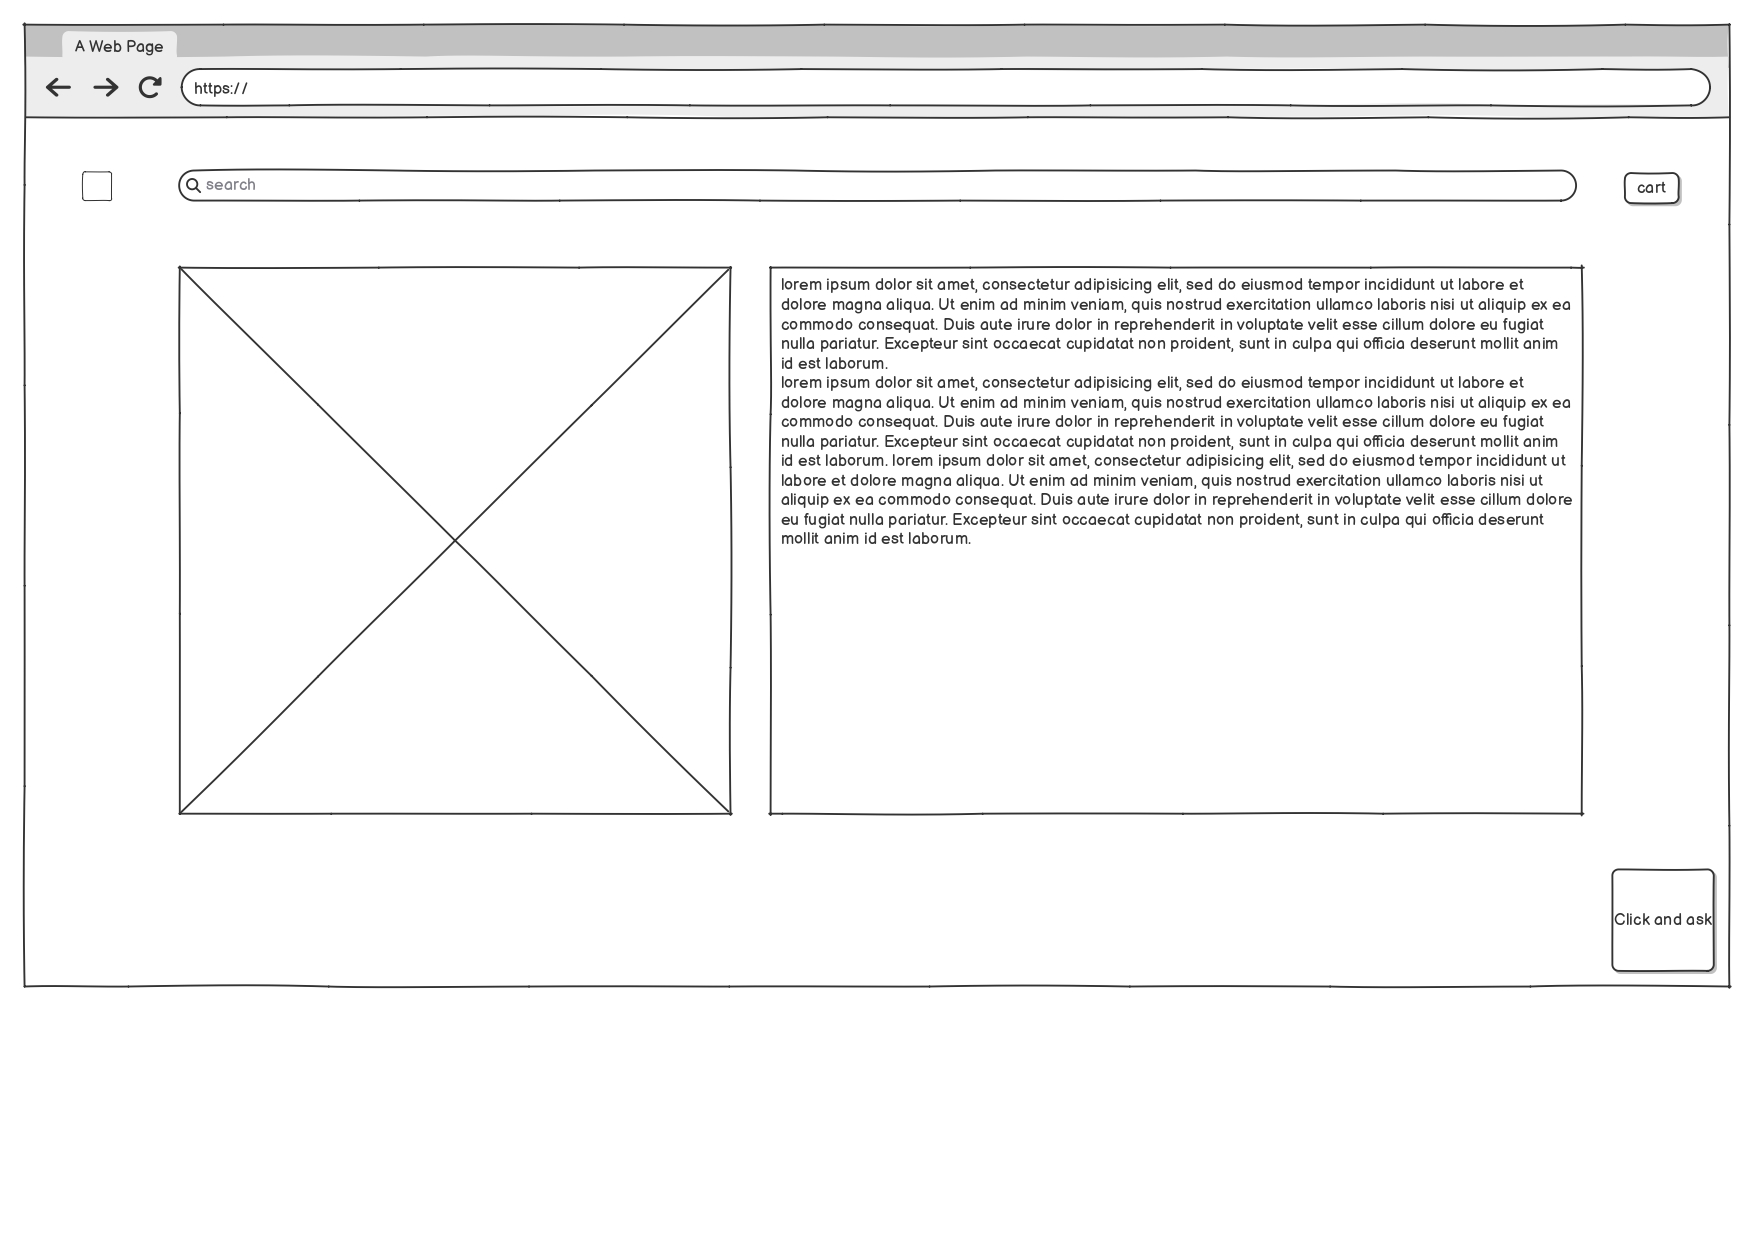 A Web Page
https://
search
cart
lorem ipsum dolor sit amet, consectetur adipisicing elit, sed do eiusmod tempor incididunt ut labore et
dolore magna aliqua. Ut enim ad minim veniam, quis nostrud exercitation ullamco laboris nisi ut aliquip ex ea
commodo consequat. Duis aute irure dolor in reprehenderit in voluptate velit esse cillum dolore eu fugiat
nulla pariatur. Excepteur sint occaecat cupidatat non proident, sunt in culpa qui officia deserunt mollit anim
id est laborum.
lorem ipsum dolor sit amet, consectetur adipisicing elit, sed do eiusmod tempor incididunt ut labore et
dolore magna aliqua. Ut enim ad minim veniam, quis nostrud exercitation ullamco laboris nisi ut aliquip ex ea
commodo consequat. Duis aute irure dolor in reprehenderit in voluptate velit esse cillum dolore eu fugiat
nulla pariatur. Excepteur sint occaecat cupidatat non proident, sunt in culpa qui officia deserunt mollit anim
id est laborum. lorem ipsum dolor sit amet, consectetur adipisicing elit, sed do eiusmod tempor incididunt ut
labore et dolore magna aliqua. Ut enim ad minim veniam, quis nostrud exercitation ullamco laboris nisi ut
aliquip ex ea commodo consequat. Duis aute irure dolor in reprehenderit in voluptate velit esse cillum dolore
eu fugiat nulla pariatur. Excepteur sint occaecat cupidatat non proident, sunt in culpa qui officia deserunt
mollit anim id est laborum.
Click and ask